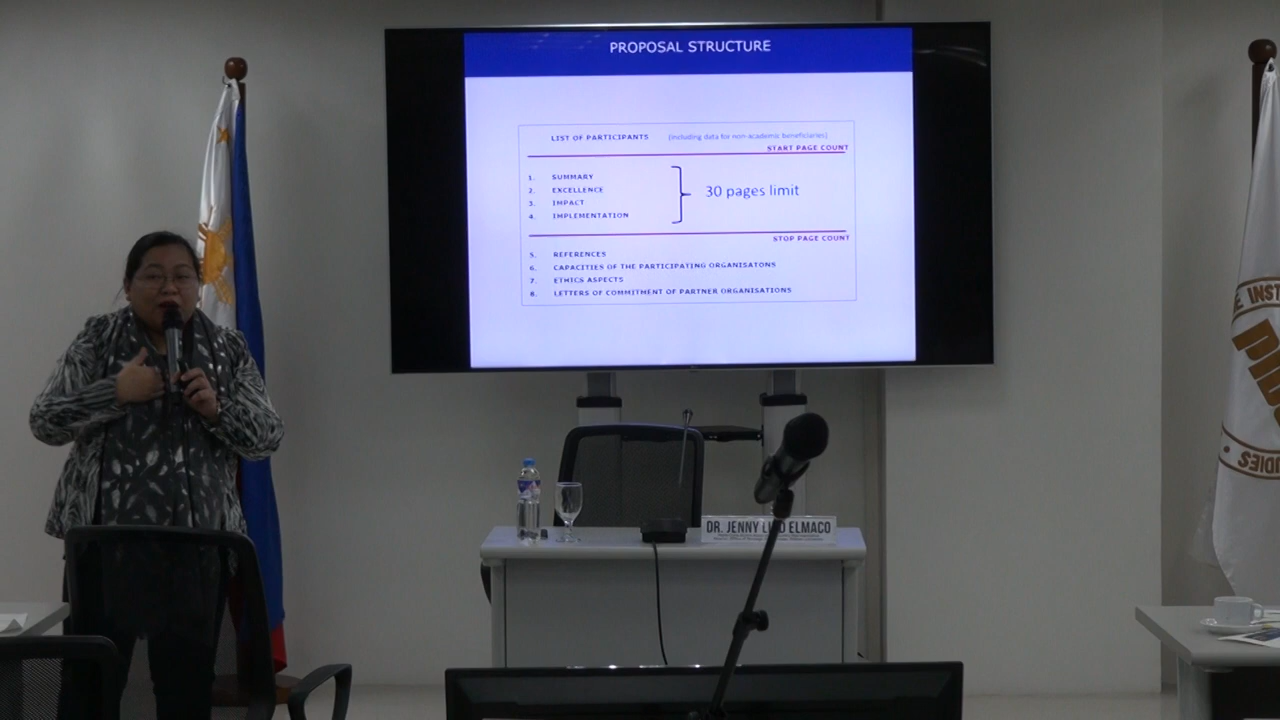 PROPOSAL STRUCTURE
LIST OF PARTICIPANTS (including data for non-academic beneficiaries)
START PAGE COUNT
1. SUMMARY
2. EXCELLENCE
3. IMPACT
4. IMPLEMENTATION
30 pages limit
STOP PAGE COUNT
5. REFERENCES
6. CAPACITIES OF THE PARTICIPATING ORGANISATONS
7. ETHICS ASPECTS
8. LETTERS OF COMMITMENT OF PARTNER ORGANISATIONS
DR. JENNY ELMACO